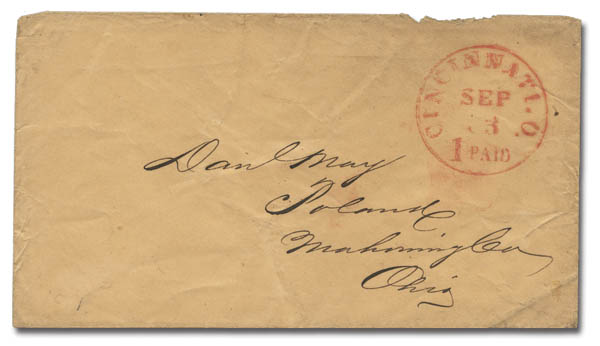 CINCINNATI. O.
SEP
3
1 PAID
Danl May
Poland
Mahoning Co
Ohio